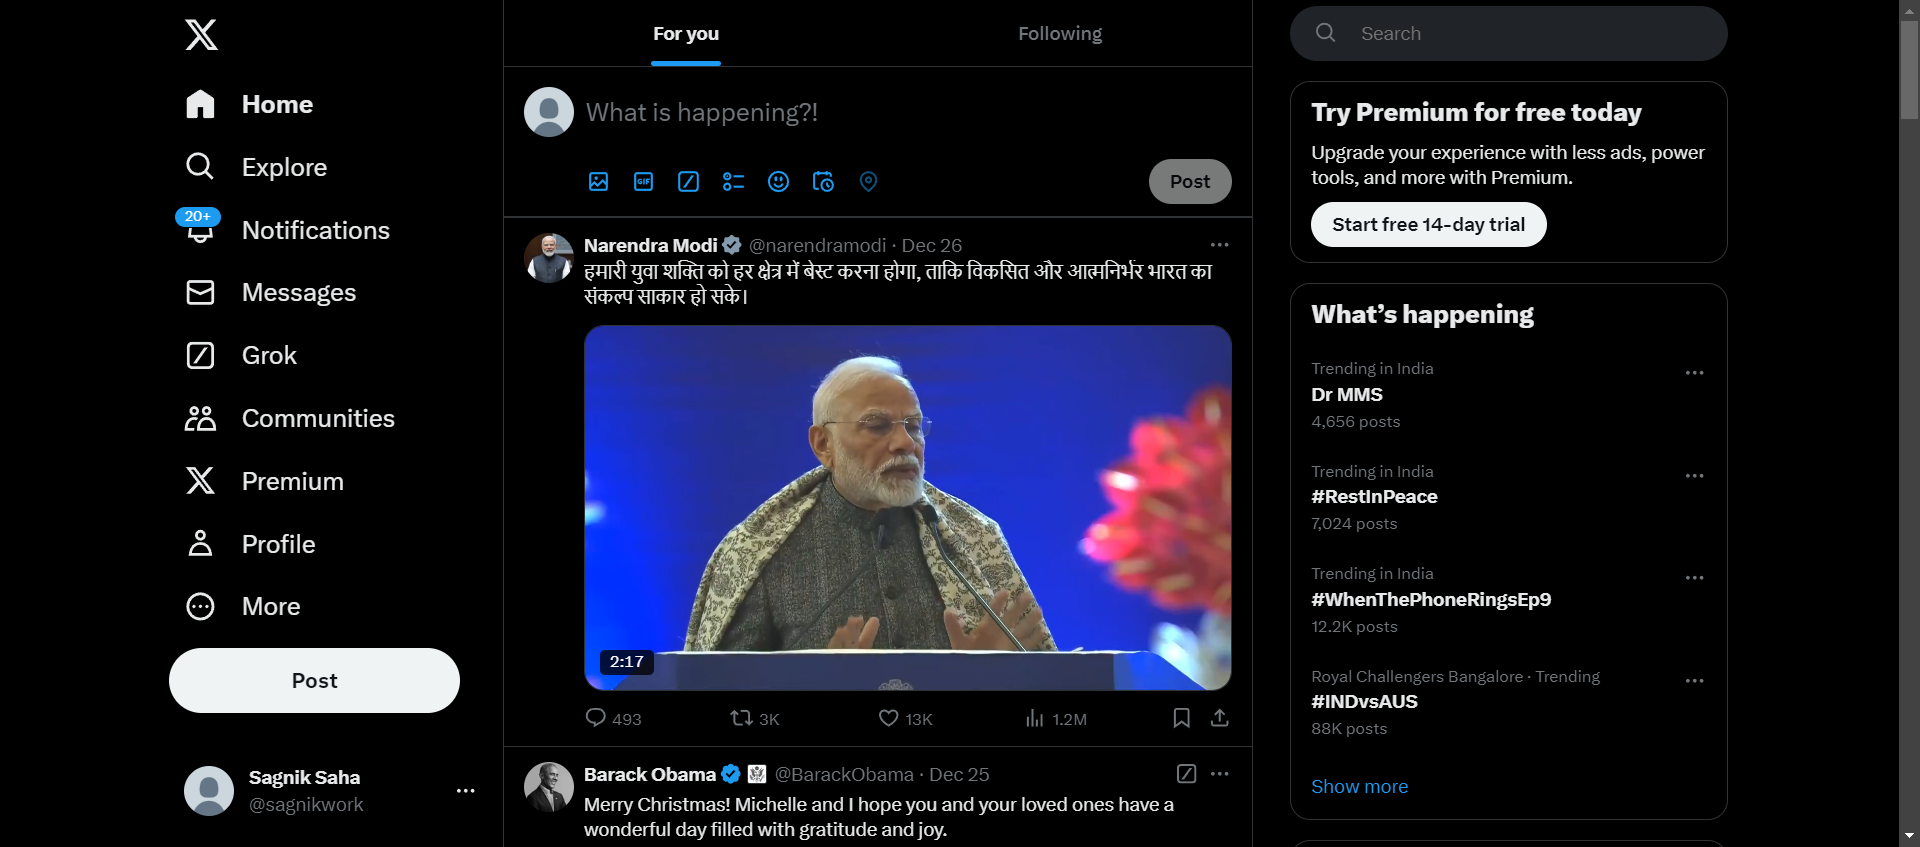 Home
Explore
20+
Notifications
Messages
Grok
Communities
Premium
Profile
More
Post
Sagnik Saha
@sagnikwork
For you
Following
What is happening?!
GIF
Post
Narendra Modi @narendramodi · Dec 26
हमारी युवा शक्ति को हर क्षेत्र में बेस्ट करना होगा, ताकि विकसित और आत्मनिर्भर भारत का
संकल्प साकार हो सके।
2:17
493 3K 13K 1.2M
Barack Obama @BarackObama · Dec 25
Merry Christmas! Michelle and I hope you and your loved ones have a
wonderful day filled with gratitude and joy.
Search
Try Premium for free today
Upgrade your experience with less ads, power
tools, and more with Premium.
Start free 14-day trial
What’s happening
Trending in India
Dr MMS
4,656 posts
Trending in India
#RestInPeace
7,024 posts
Trending in India
#WhenThePhoneRingsEp9
12.2K posts
Royal Challengers Bangalore · Trending
#INDvsAUS
88K posts
Show more